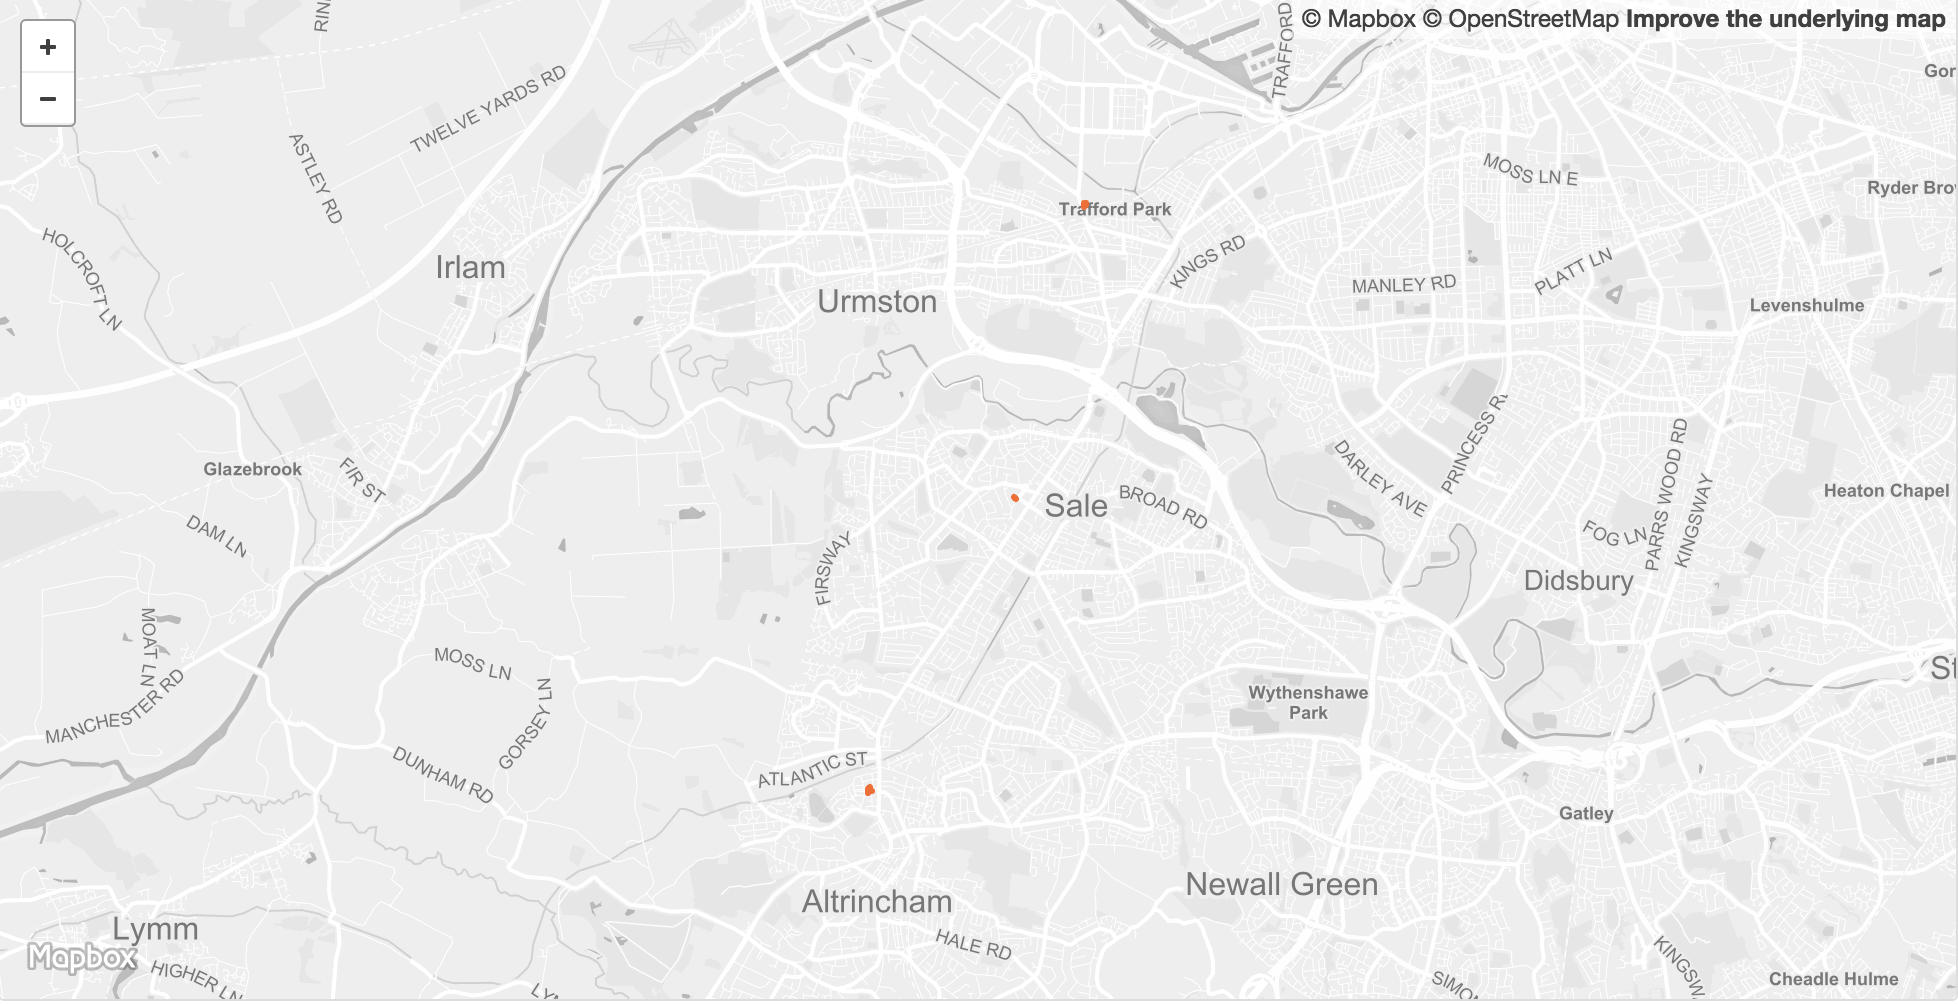 +
−
© Mapbox © OpenStreetMap Improve the underlying map
TRAFFORD
TWELVE YARDS RD
ASTLEY RD
HOLCROFT LN
Irlam
Urmston
Trafford Park
KINGS RD
MOSS LN E
MANLEY RD
PLATT LN
Levenshulme
Glazebrook
FIR ST
DAM LN
MOAT LN
MANCHESTER RD
MOSS LN
GORSEY LN
DUNHAM RD
FIRSWAY
Sale
BROAD RD
DARLEY AVE
PRINCESS
PARRS WOOD RD
KINGSWAY
FOG LN
Heaton Chapel
Didsbury
Wythenshawe
Park
ATLANTIC ST
Altrincham
Newall Green
Gatley
Lymm
Mapbox
HIGHER LN
HALE RD
Cheadle Hulme